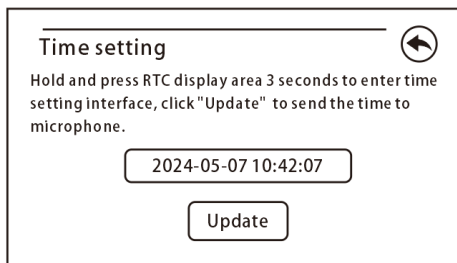 Time setting
Hold and press RTC display area 3 seconds to enter time
setting interface, click "Update" to send the time to
microphone.
2024-05-07 10:42:07
Update